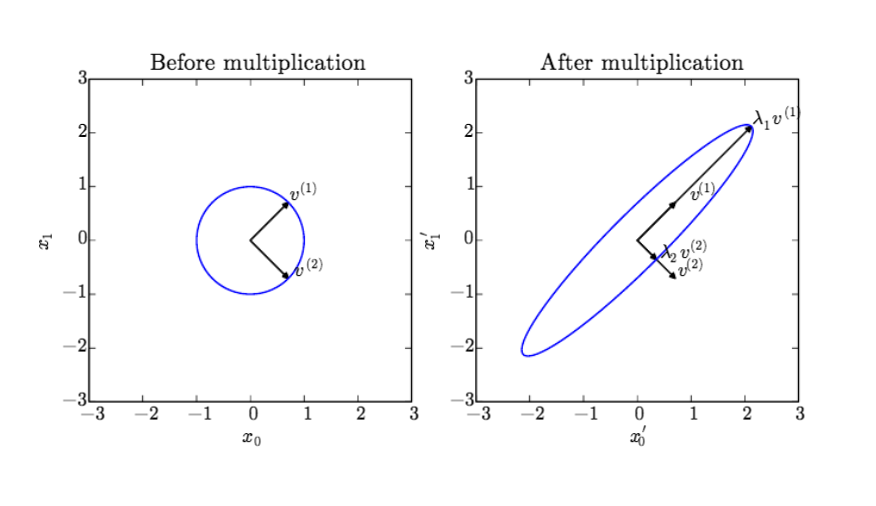 Before multiplication
3
2
1
0
−1
−2
−3
−3 −2 −1 0 1 2 3
x₀
x₁
v⁽¹⁾
v⁽²⁾
After multiplication
3
2
1
0
−1
−2
−3
−3 −2 −1 0 1 2 3
x₀′
x₁′
λ₁v⁽¹⁾
v⁽¹⁾
λ₂v⁽²⁾
v⁽²⁾